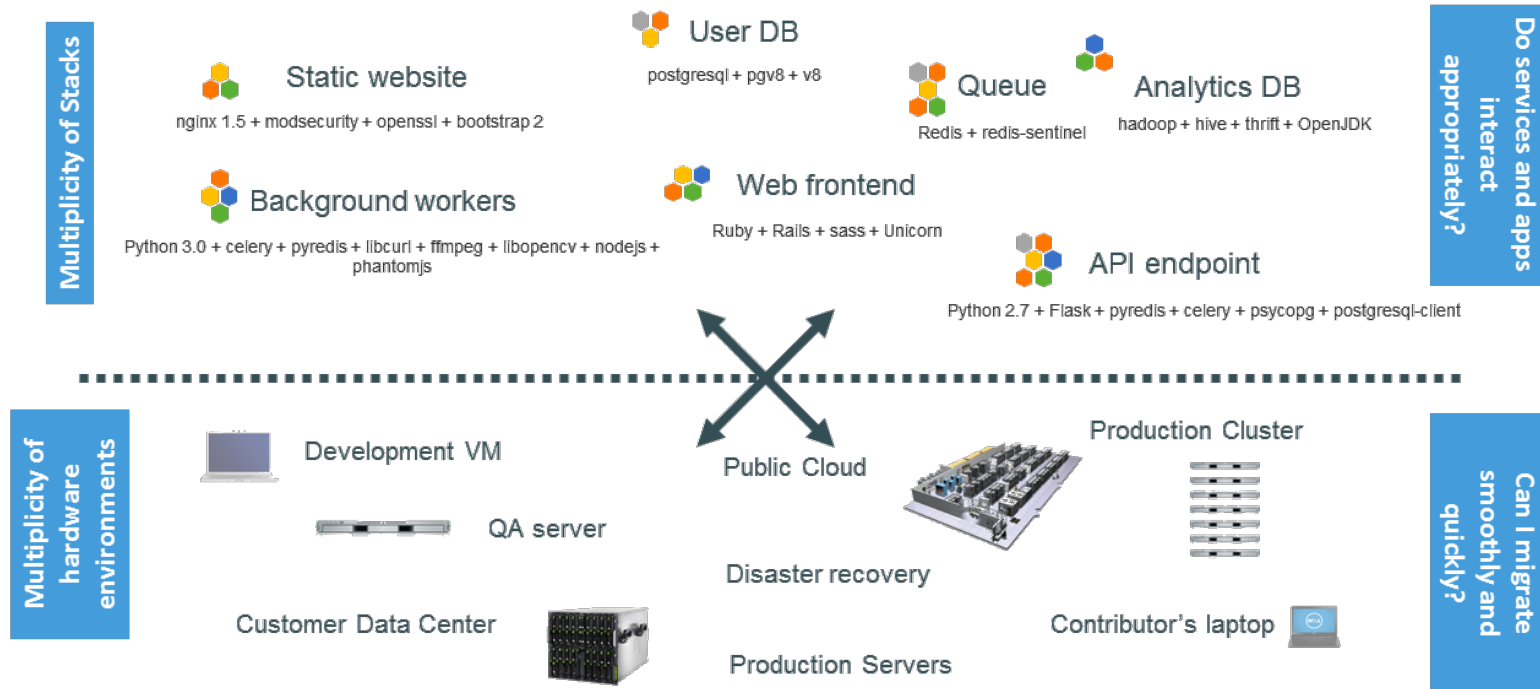 Multiplicity of Stacks
Static website
nginx 1.5 + modsecurity + openssl + bootstrap 2
Background workers
Python 3.0 + celery + pyredis + libcurl + ffmpeg + libopencv + nodejs +
phantomjs
User DB
postgresql + pgv8 + v8
Web frontend
Ruby + Rails + sass + Unicorn
Queue
Redis + redis-sentinel
Analytics DB
hadoop + hive + thrift + OpenJDK
API endpoint
Python 2.7 + Flask + pyredis + celery + psycopg + postgresql-client
Do services and apps
interact
appropriately?
Multiplicity of
hardware
environments
Development VM
QA server
Customer Data Center
Public Cloud
Disaster recovery
Production Servers
Production Cluster
Contributor’s laptop
DELL
Can I migrate
smoothly and
quickly?